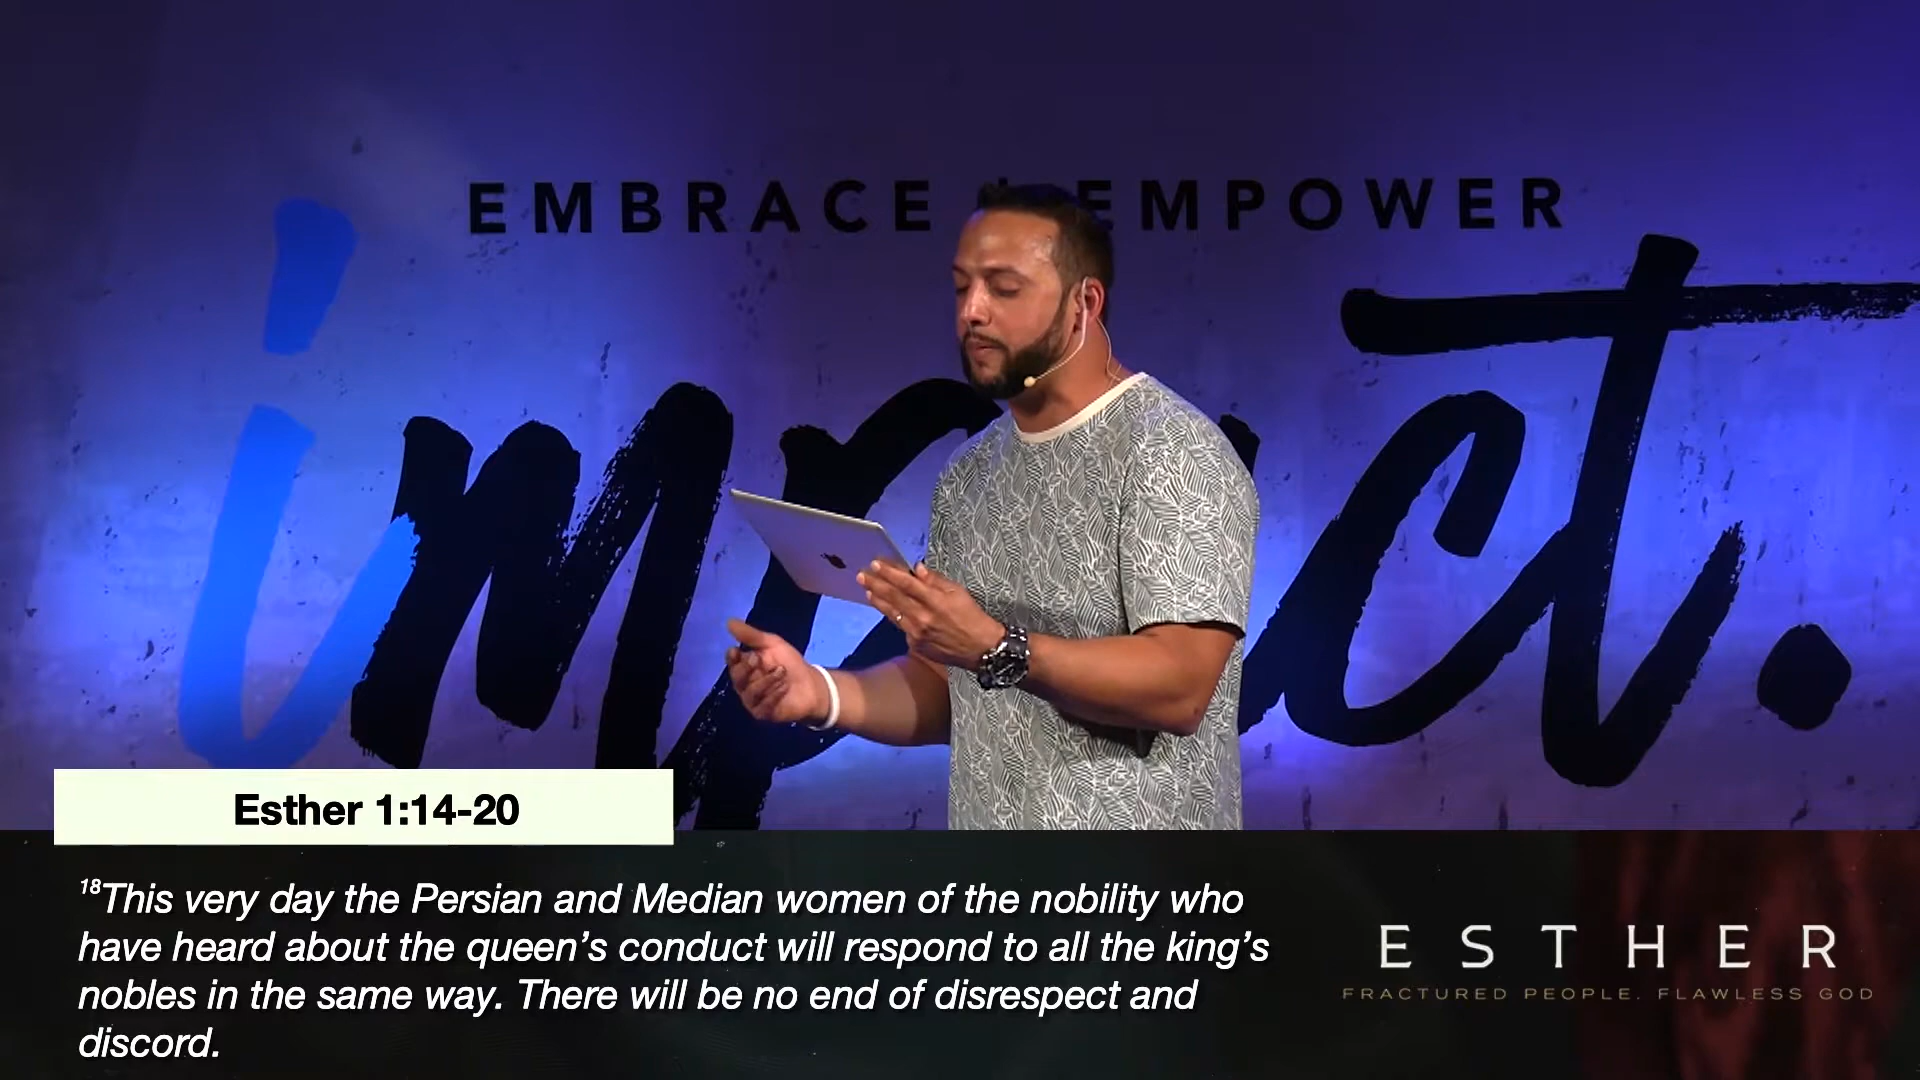 EMBRACE EMPOWER
impact.
Esther 1:14-20
18This very day the Persian and Median women of the nobility who
have heard about the queen’s conduct will respond to all the king’s
nobles in the same way. There will be no end of disrespect and
discord.
ESTHER
FRACTURED PEOPLE. FLAWLESS GOD